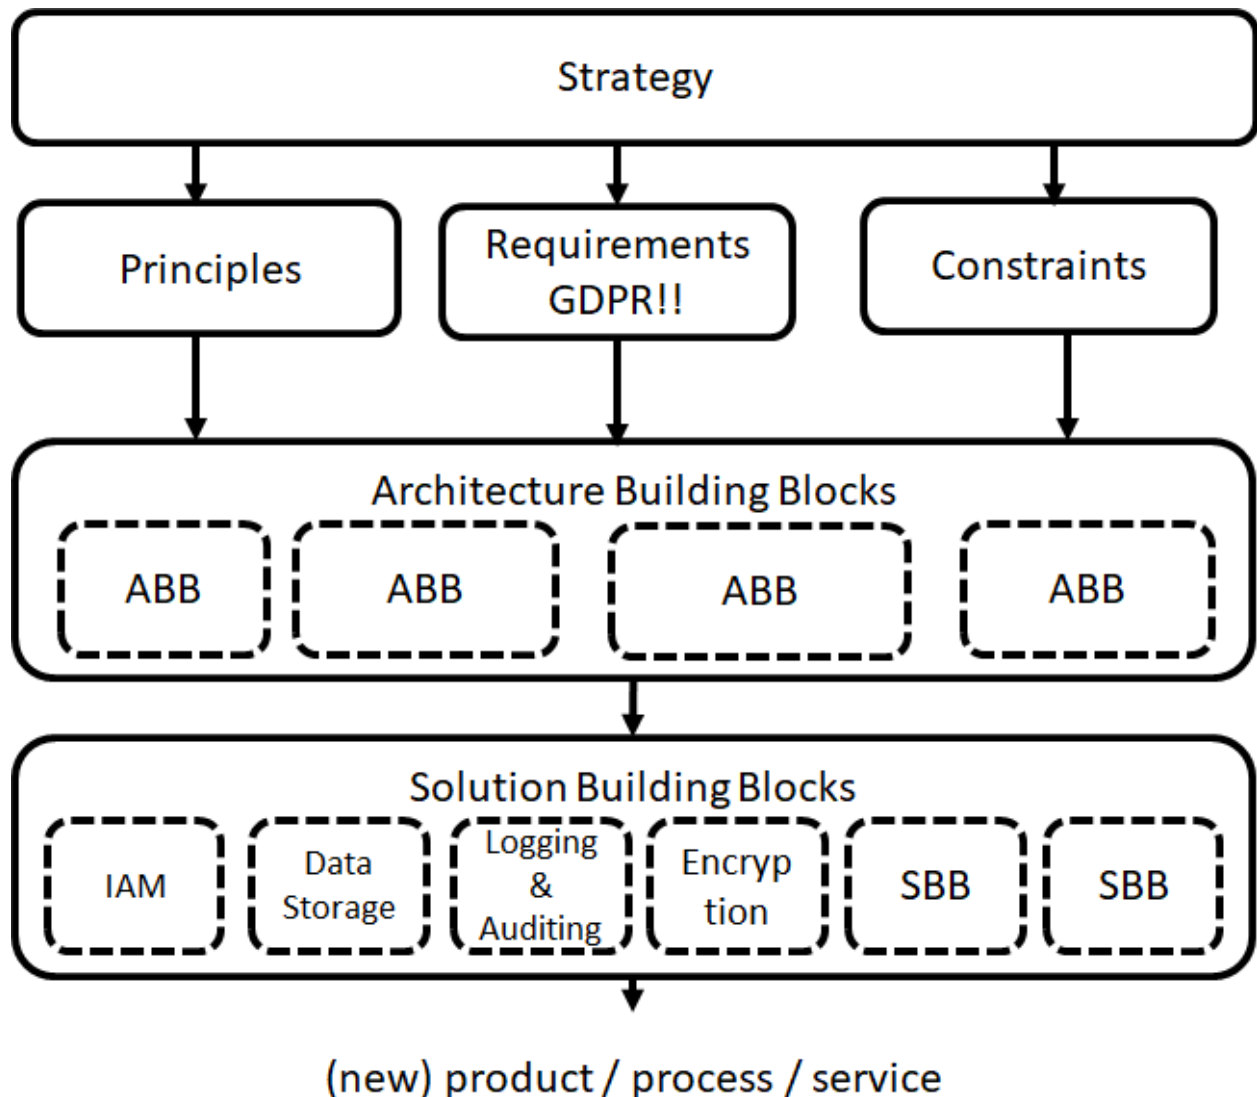 Strategy
Principles
Requirements
GDPR!!
Constraints
Architecture Building Blocks
ABB
ABB
ABB
ABB
Solution Building Blocks
IAM
Data
Storage
Logging
&
Auditing
Encryp
tion
SBB
SBB
(new) product / process / service